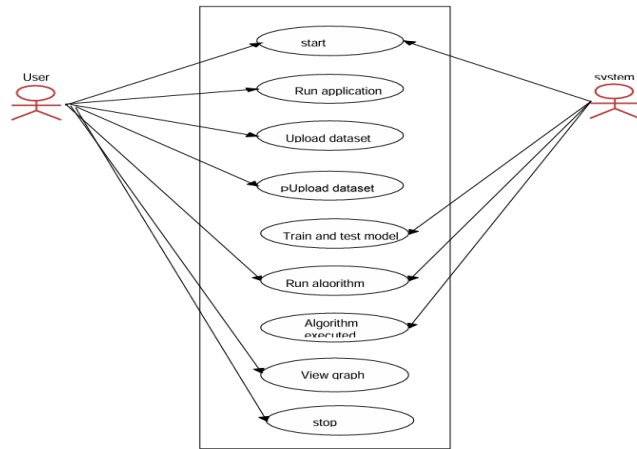 User
system
start
Run application
Upload dataset
pUpload dataset
Train and test model
Run algorithm
Algorithm
executed
View graph
stop